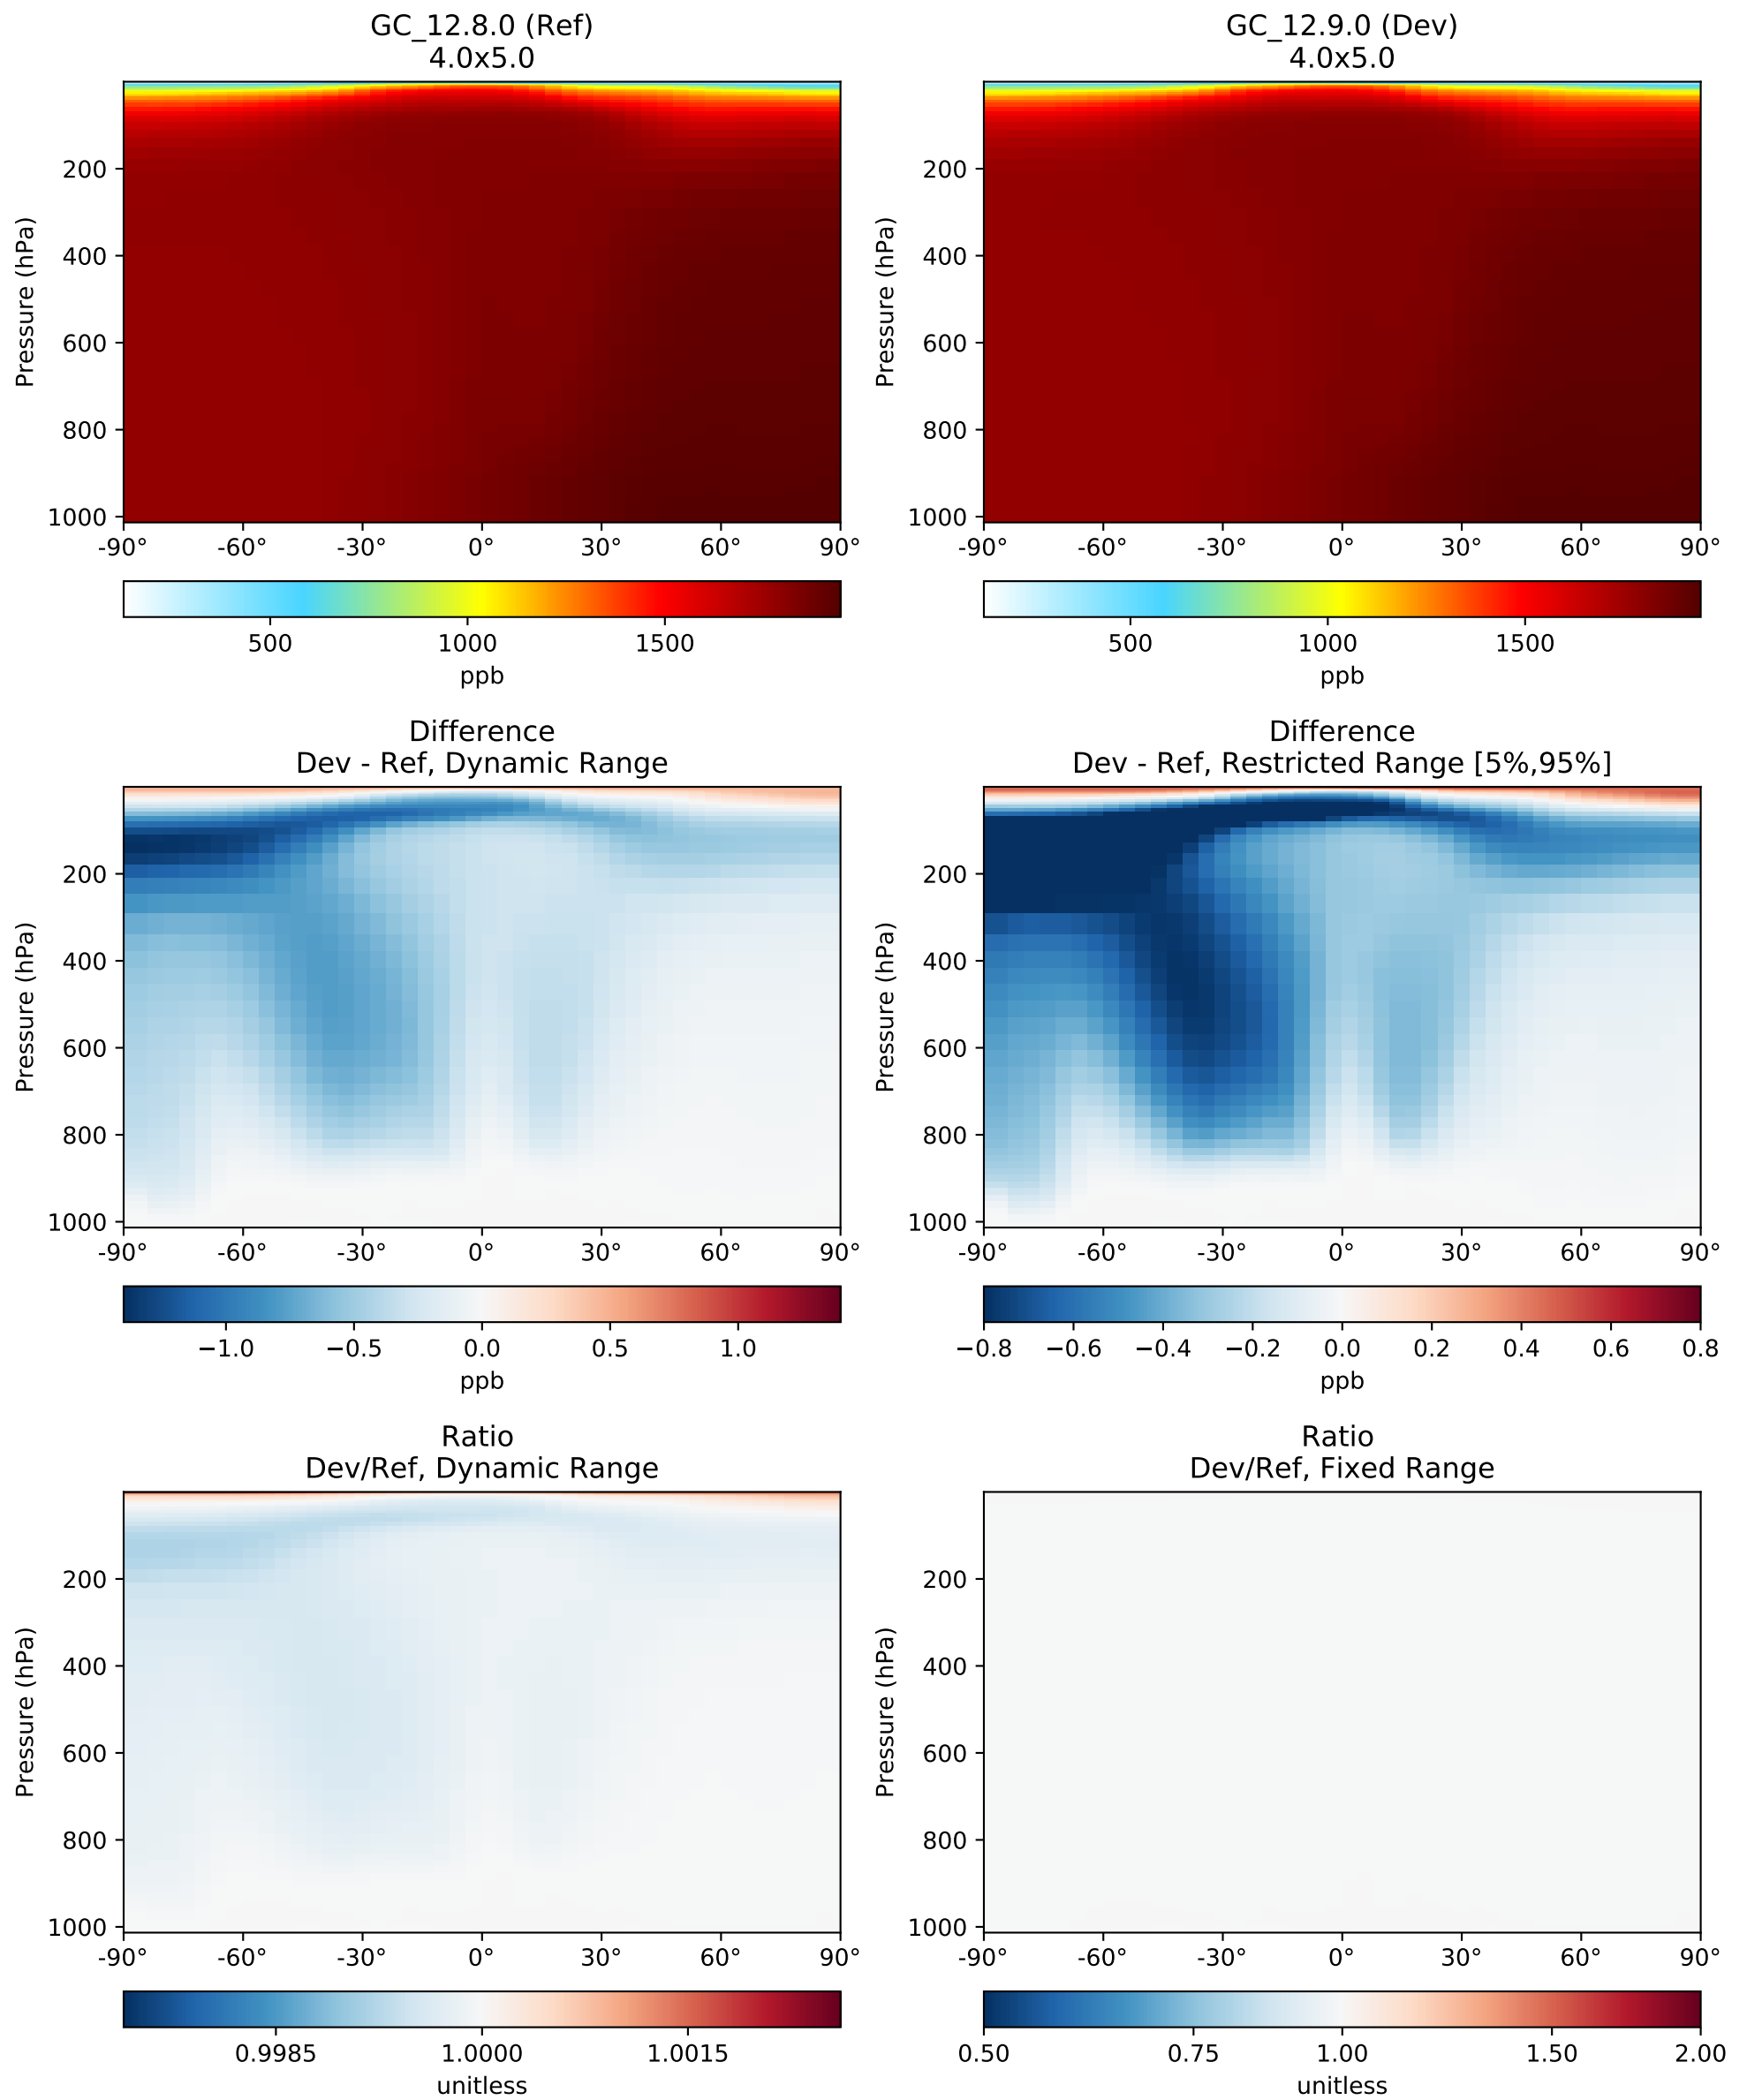 GC_12.8.0 (Ref)
4.0x5.0
Pressure (hPa)
200
400
600
800
1000
-90° -60° -30° 0° 30° 60° 90°
500 1000 1500
ppb
GC_12.9.0 (Dev)
4.0x5.0
Pressure (hPa)
200
400
600
800
1000
-90° -60° -30° 0° 30° 60° 90°
500 1000 1500
ppb
Difference
Dev - Ref, Dynamic Range
Pressure (hPa)
200
400
600
800
1000
-90° -60° -30° 0° 30° 60° 90°
−1.0 −0.5 0.0 0.5 1.0
ppb
Difference
Dev - Ref, Restricted Range [5%,95%]
Pressure (hPa)
200
400
600
800
1000
-90° -60° -30° 0° 30° 60° 90°
−0.8 −0.6 −0.4 −0.2 0.0 0.2 0.4 0.6 0.8
ppb
Ratio
Dev/Ref, Dynamic Range
Pressure (hPa)
200
400
600
800
1000
-90° -60° -30° 0° 30° 60° 90°
0.9985 1.0000 1.0015
unitless
Ratio
Dev/Ref, Fixed Range
Pressure (hPa)
200
400
600
800
1000
-90° -60° -30° 0° 30° 60° 90°
0.50 0.75 1.00 1.50 2.00
unitless